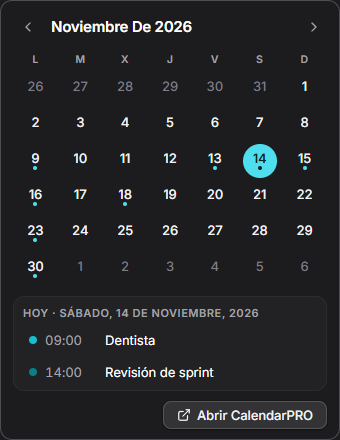 Noviembre De 2026
L M X J V S D
26 27 28 29 30 31 1
2 3 4 5 6 7 8
9 10 11 12 13 14 15
16 17 18 19 20 21 22
23 24 25 26 27 28 29
30 1 2 3 4 5 6
HOY · SÁBADO, 14 DE NOVIEMBRE, 2026
09:00 Dentista
14:00 Revisión de sprint
Abrir CalendarPRO